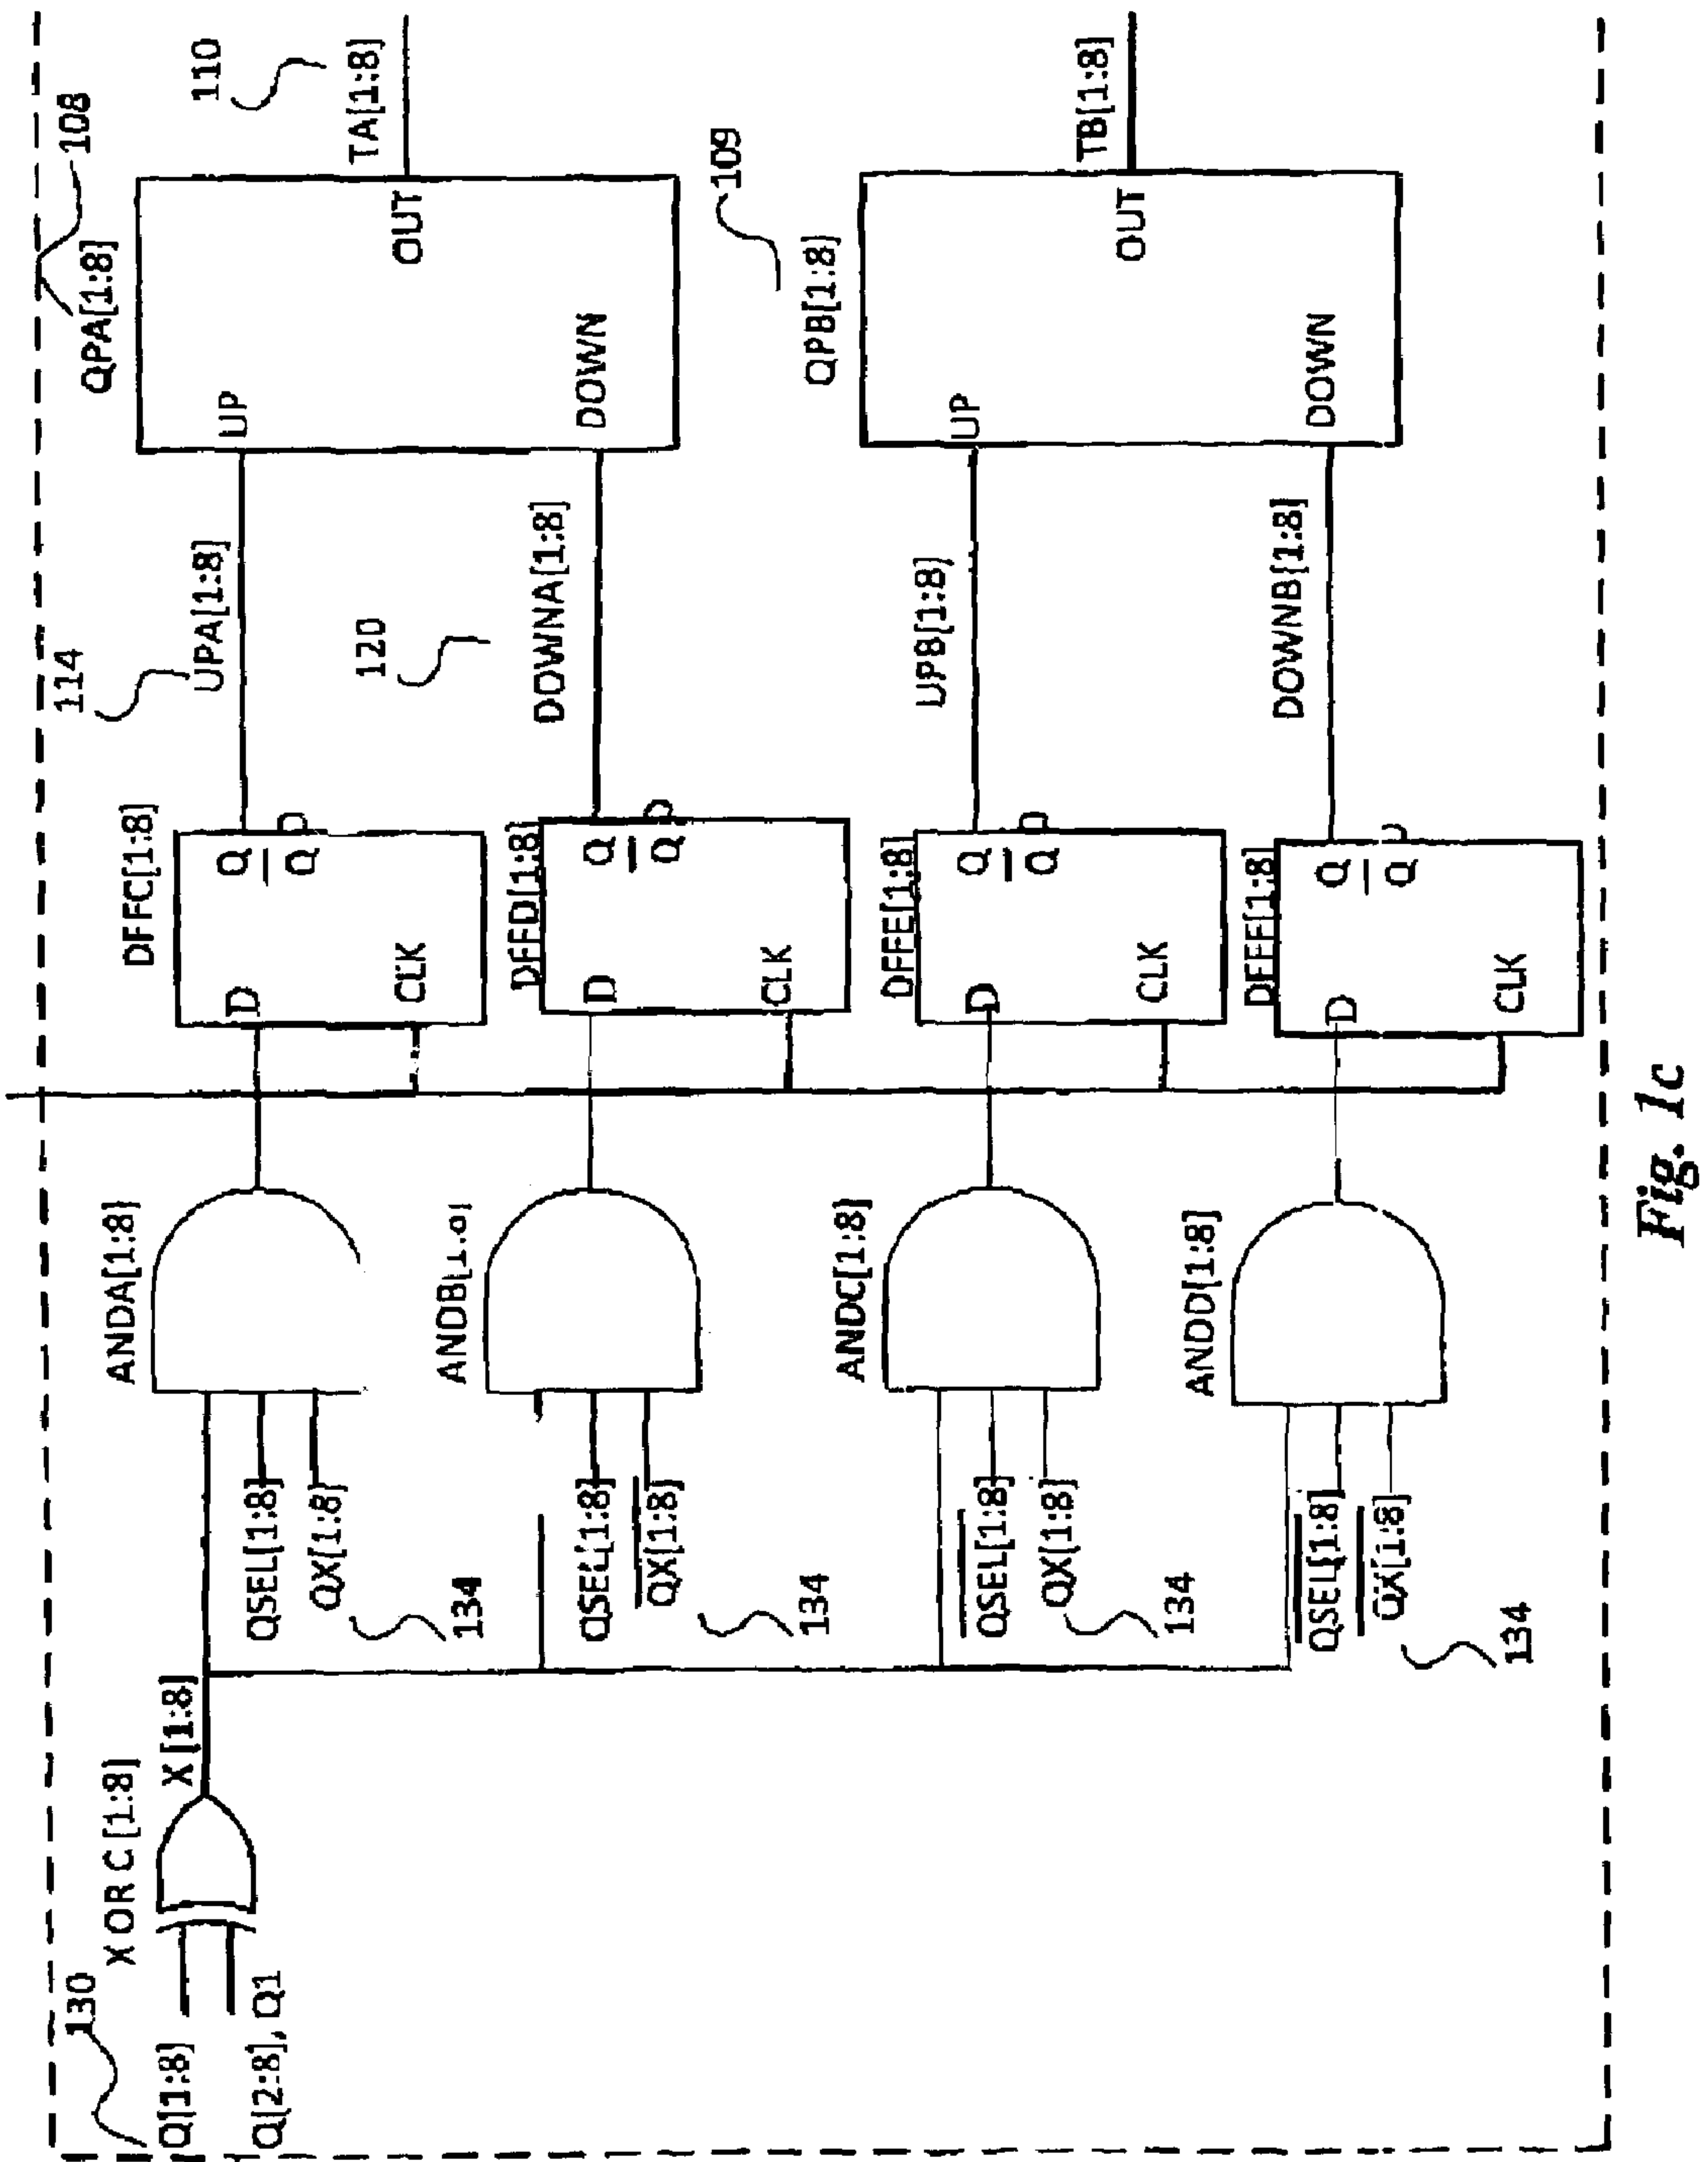 130
Q[1:8]
Q[2:8], Q1
XORC[1:8]
X[1:8]
ANDA[1:8]
QSEL[1:8]
QX[1:8]
134
DFFC[1:8]
D
Q
Q
CLK
114
UPA[1:8]
QPA[1:8]
108
UP
DOWN
OUT
110
TA[1:8]
QSEL[1:8]
QX[1:8]
134
DFFD[1:8]
D
Q
Q
CLK
120
DOWNA[1:8]
ANDC[1:8]
QSEL[1:8]
QX[1:8]
134
DFFE[1:8]
D
Q
Q
CLK
UPB[1:8]
QPB[1:8]
109
UP
DOWN
OUT
TB[1:8]
ANDD[1:8]
QSEL[1:8]
QX[1:8]
134
D
Q
Q
CLK
DOWNB[1:8]
Fig. 1c